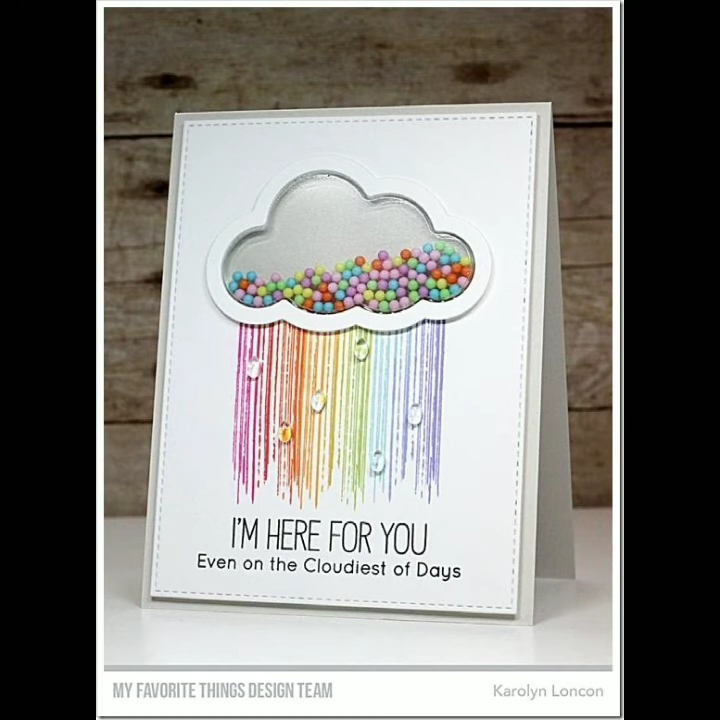 I'M HERE FOR YOU
Even on the Cloudiest of Days
MY FAVORITE THINGS DESIGN TEAM
Karolyn Loncon